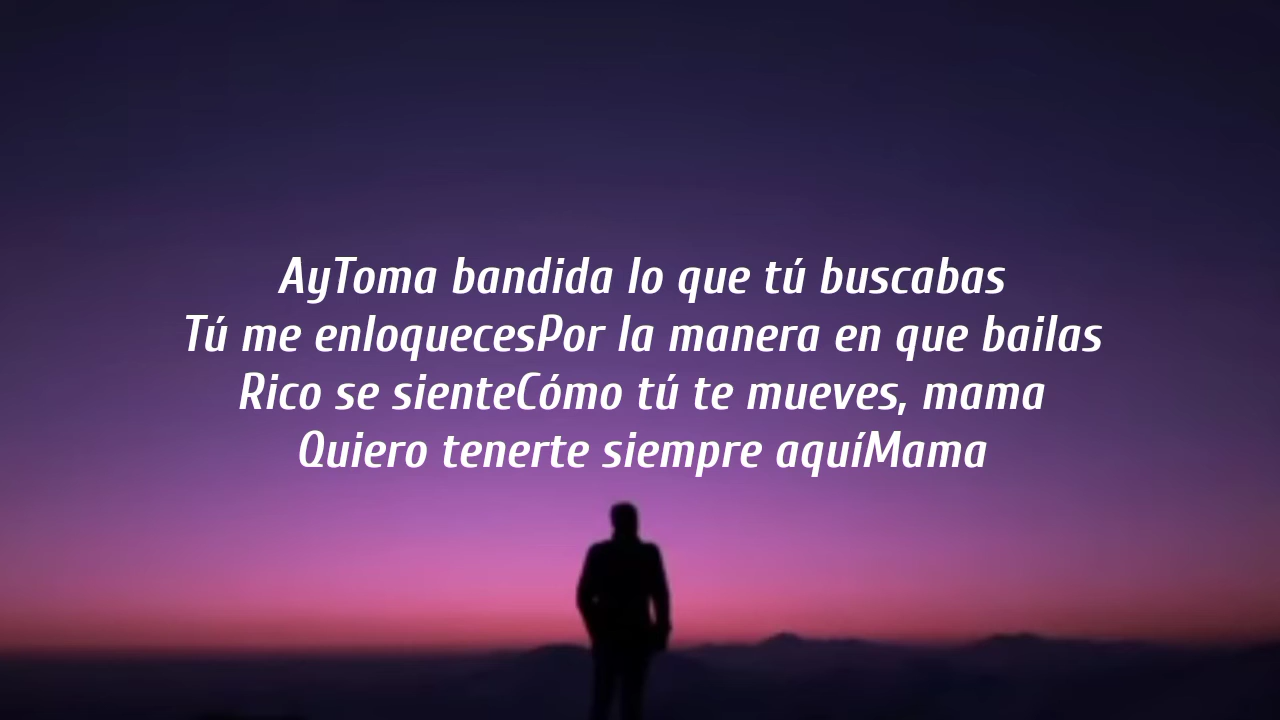 AyToma bandida lo que tú buscabas
Tú me enloquecesPor la manera en que bailas
Rico se sienteCómo tú te mueves, mama
Quiero tenerte siempre aquíMama